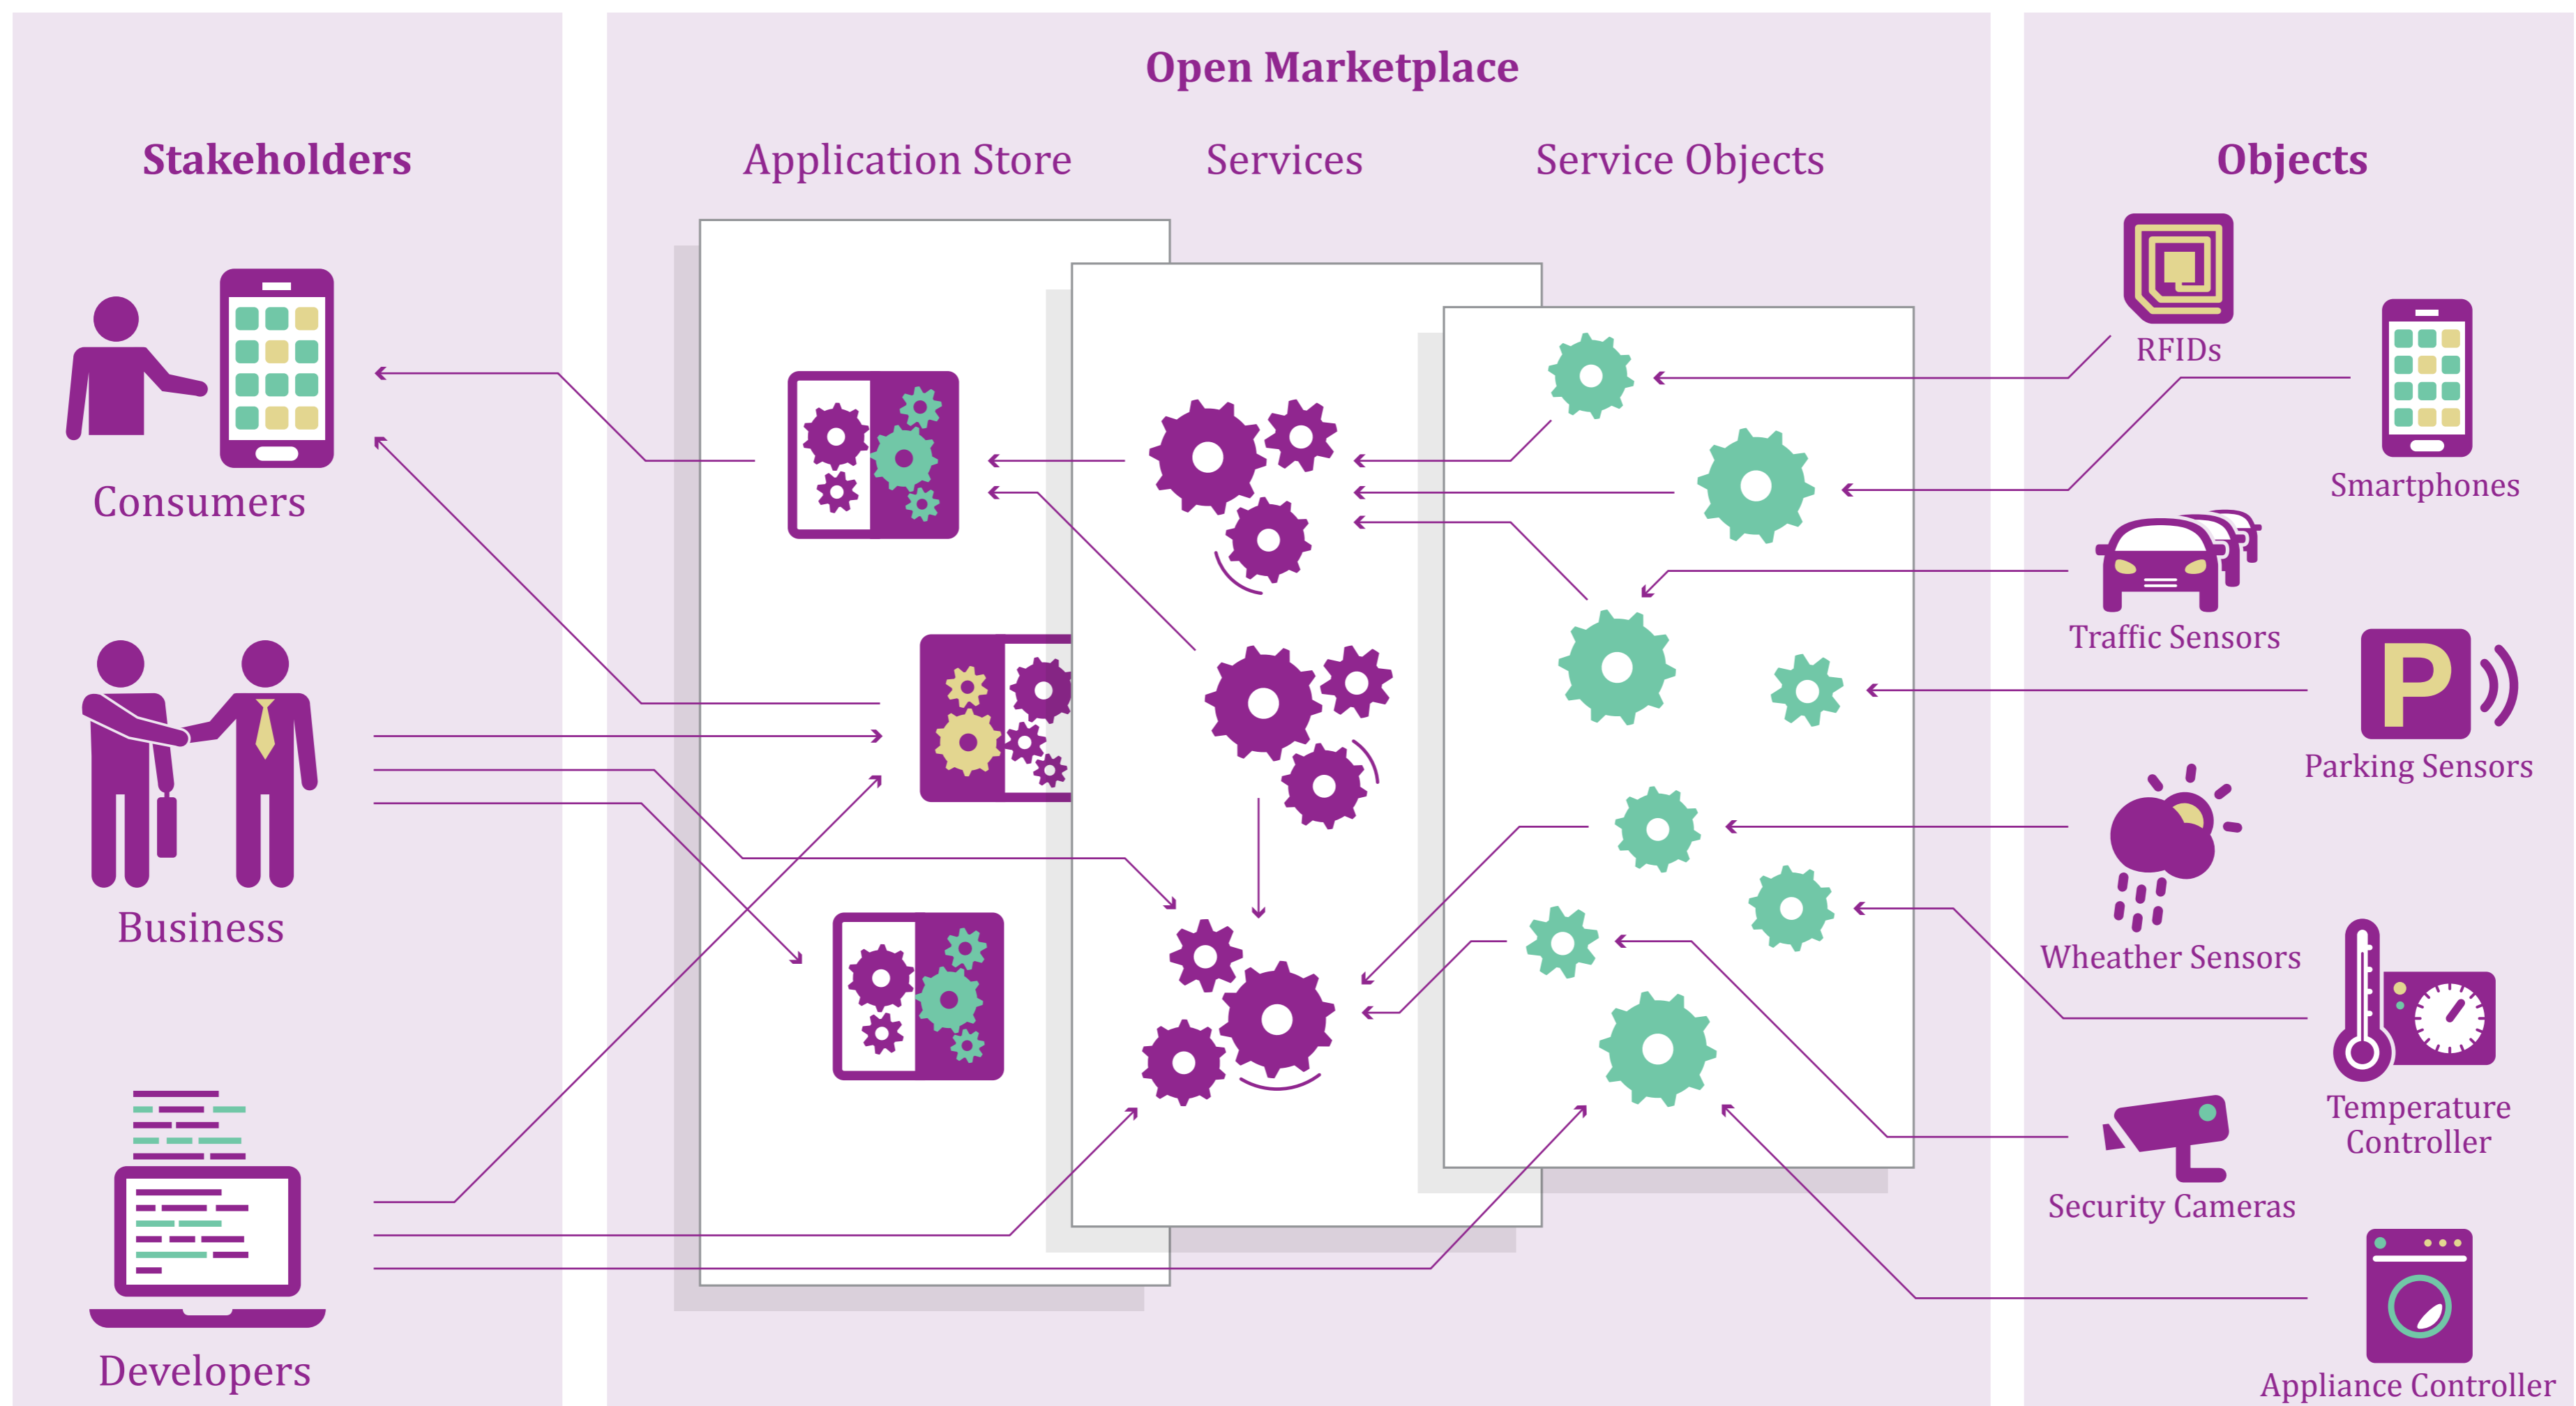 Stakeholders
Consumers
Business
Developers
Open Marketplace
Application Store
Services
Service Objects
Objects
RFIDs
Smartphones
Traffic Sensors
P
Parking Sensors
Wheather Sensors
Temperature
Controller
Security Cameras
Appliance Controller